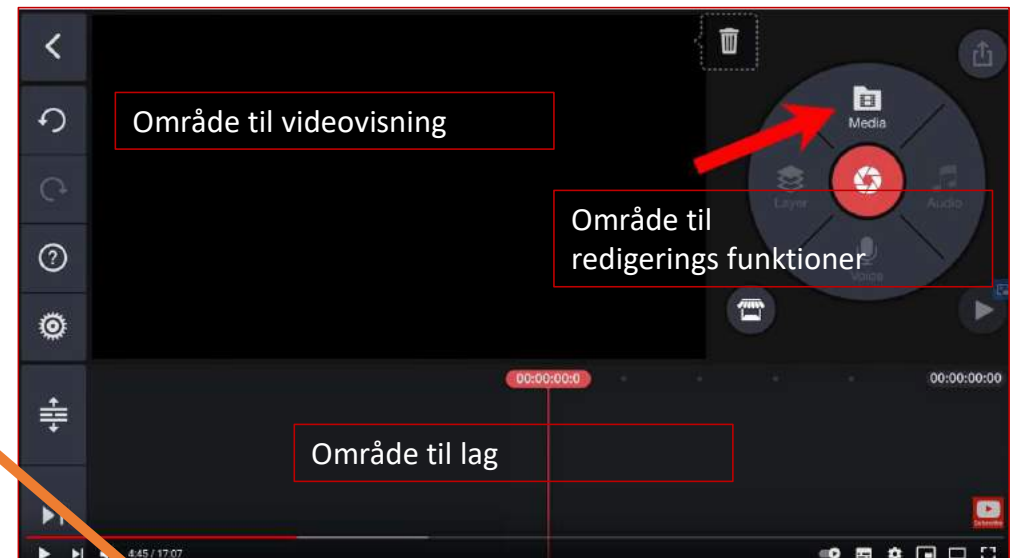 Media
Område til videovisning
Layer
Audio
Område til
redigerings funktioner
Voice
00:00:00:0
00:00:00:00
Område til lag
Subscribe
4:45 / 17:07